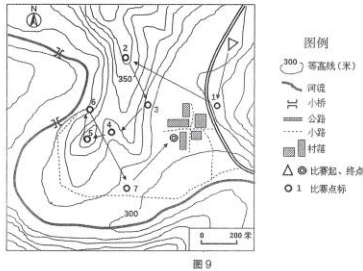 N
2
350
1
3
6
4
5
7
300
0 200 米
图例
300 等高线(米)
河流
小桥
公路
小路
村落
比赛起、终点
1 比赛点标
图9